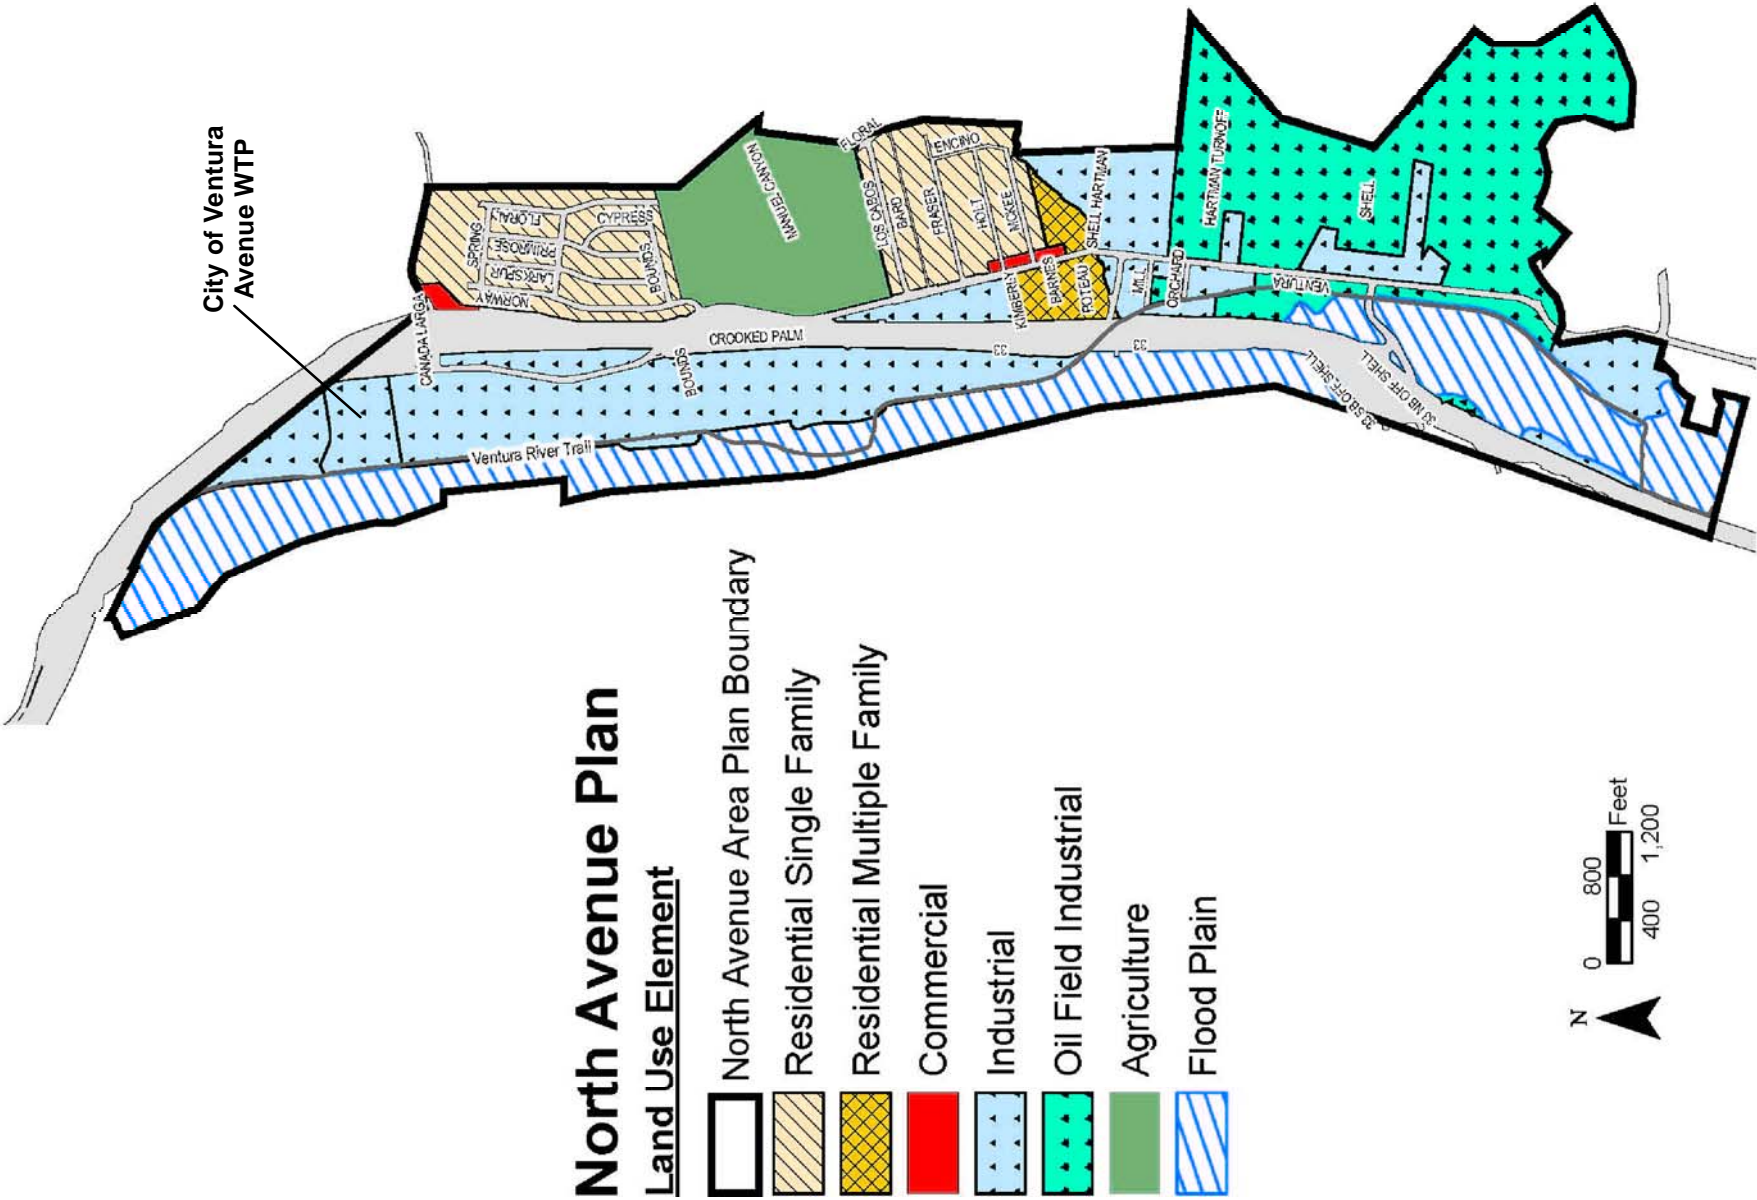 City of Ventura
Avenue WTP
North Avenue Plan
Land Use Element
North Avenue Area Plan Boundary
Residential Single Family
Residential Multiple Family
Commercial
Industrial
Oil Field Industrial
Agriculture
Flood Plain
N
0
400
800
1,200
Feet
CANADA LARGA
SPRING
FLORAL
PRIMROSE
LARKSPUR
NORWAY
CYPRESS
BOUNDS
BOUNDS
CROOKED PALM
MANUEL CANYON
FLORAL
LOS CABOS
BARD
FRASER
ENCINO
HOLT
MCKEE
KIMBERLY
BARNES
POTEAU
SHELL HARTMAN
MILL
ORCHARD
HARTMAN TURNOFF
SHELL
VENTURA
33
33
33 SB OFF SHELL
33 NB OFF SHELL
Ventura River Trail